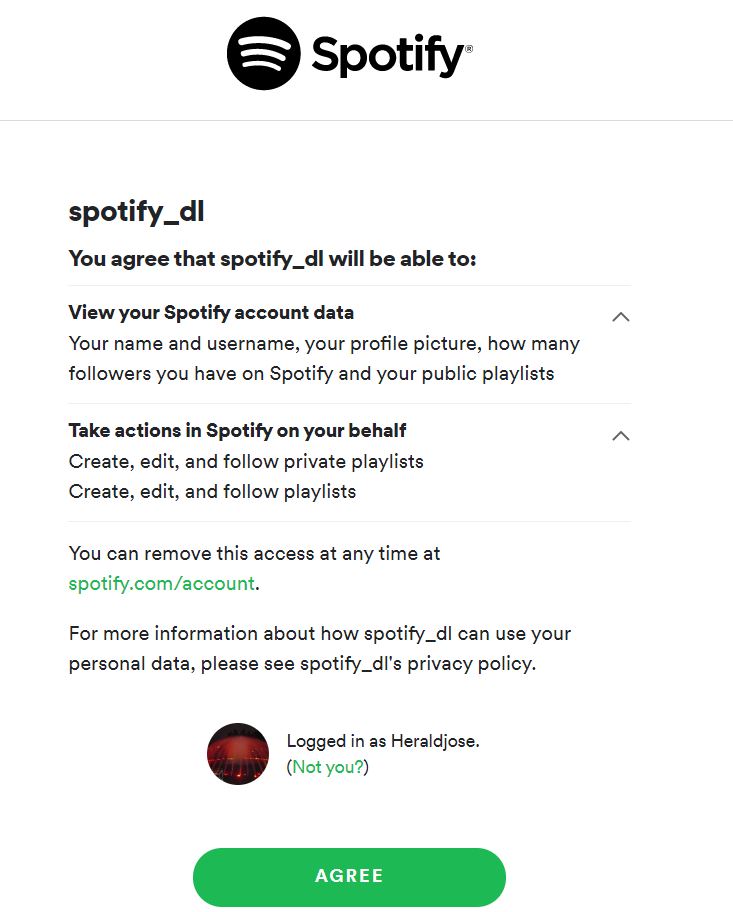 Spotify®
spotify_dl
You agree that spotify_dl will be able to:
View your Spotify account data
Your name and username, your profile picture, how many
followers you have on Spotify and your public playlists
Take actions in Spotify on your behalf
Create, edit, and follow private playlists
Create, edit, and follow playlists
You can remove this access at any time at
spotify.com/account.
For more information about how spotify_dl can use your
personal data, please see spotify_dl's privacy policy.
Logged in as Heraldjose.
(Not you?)
AGREE